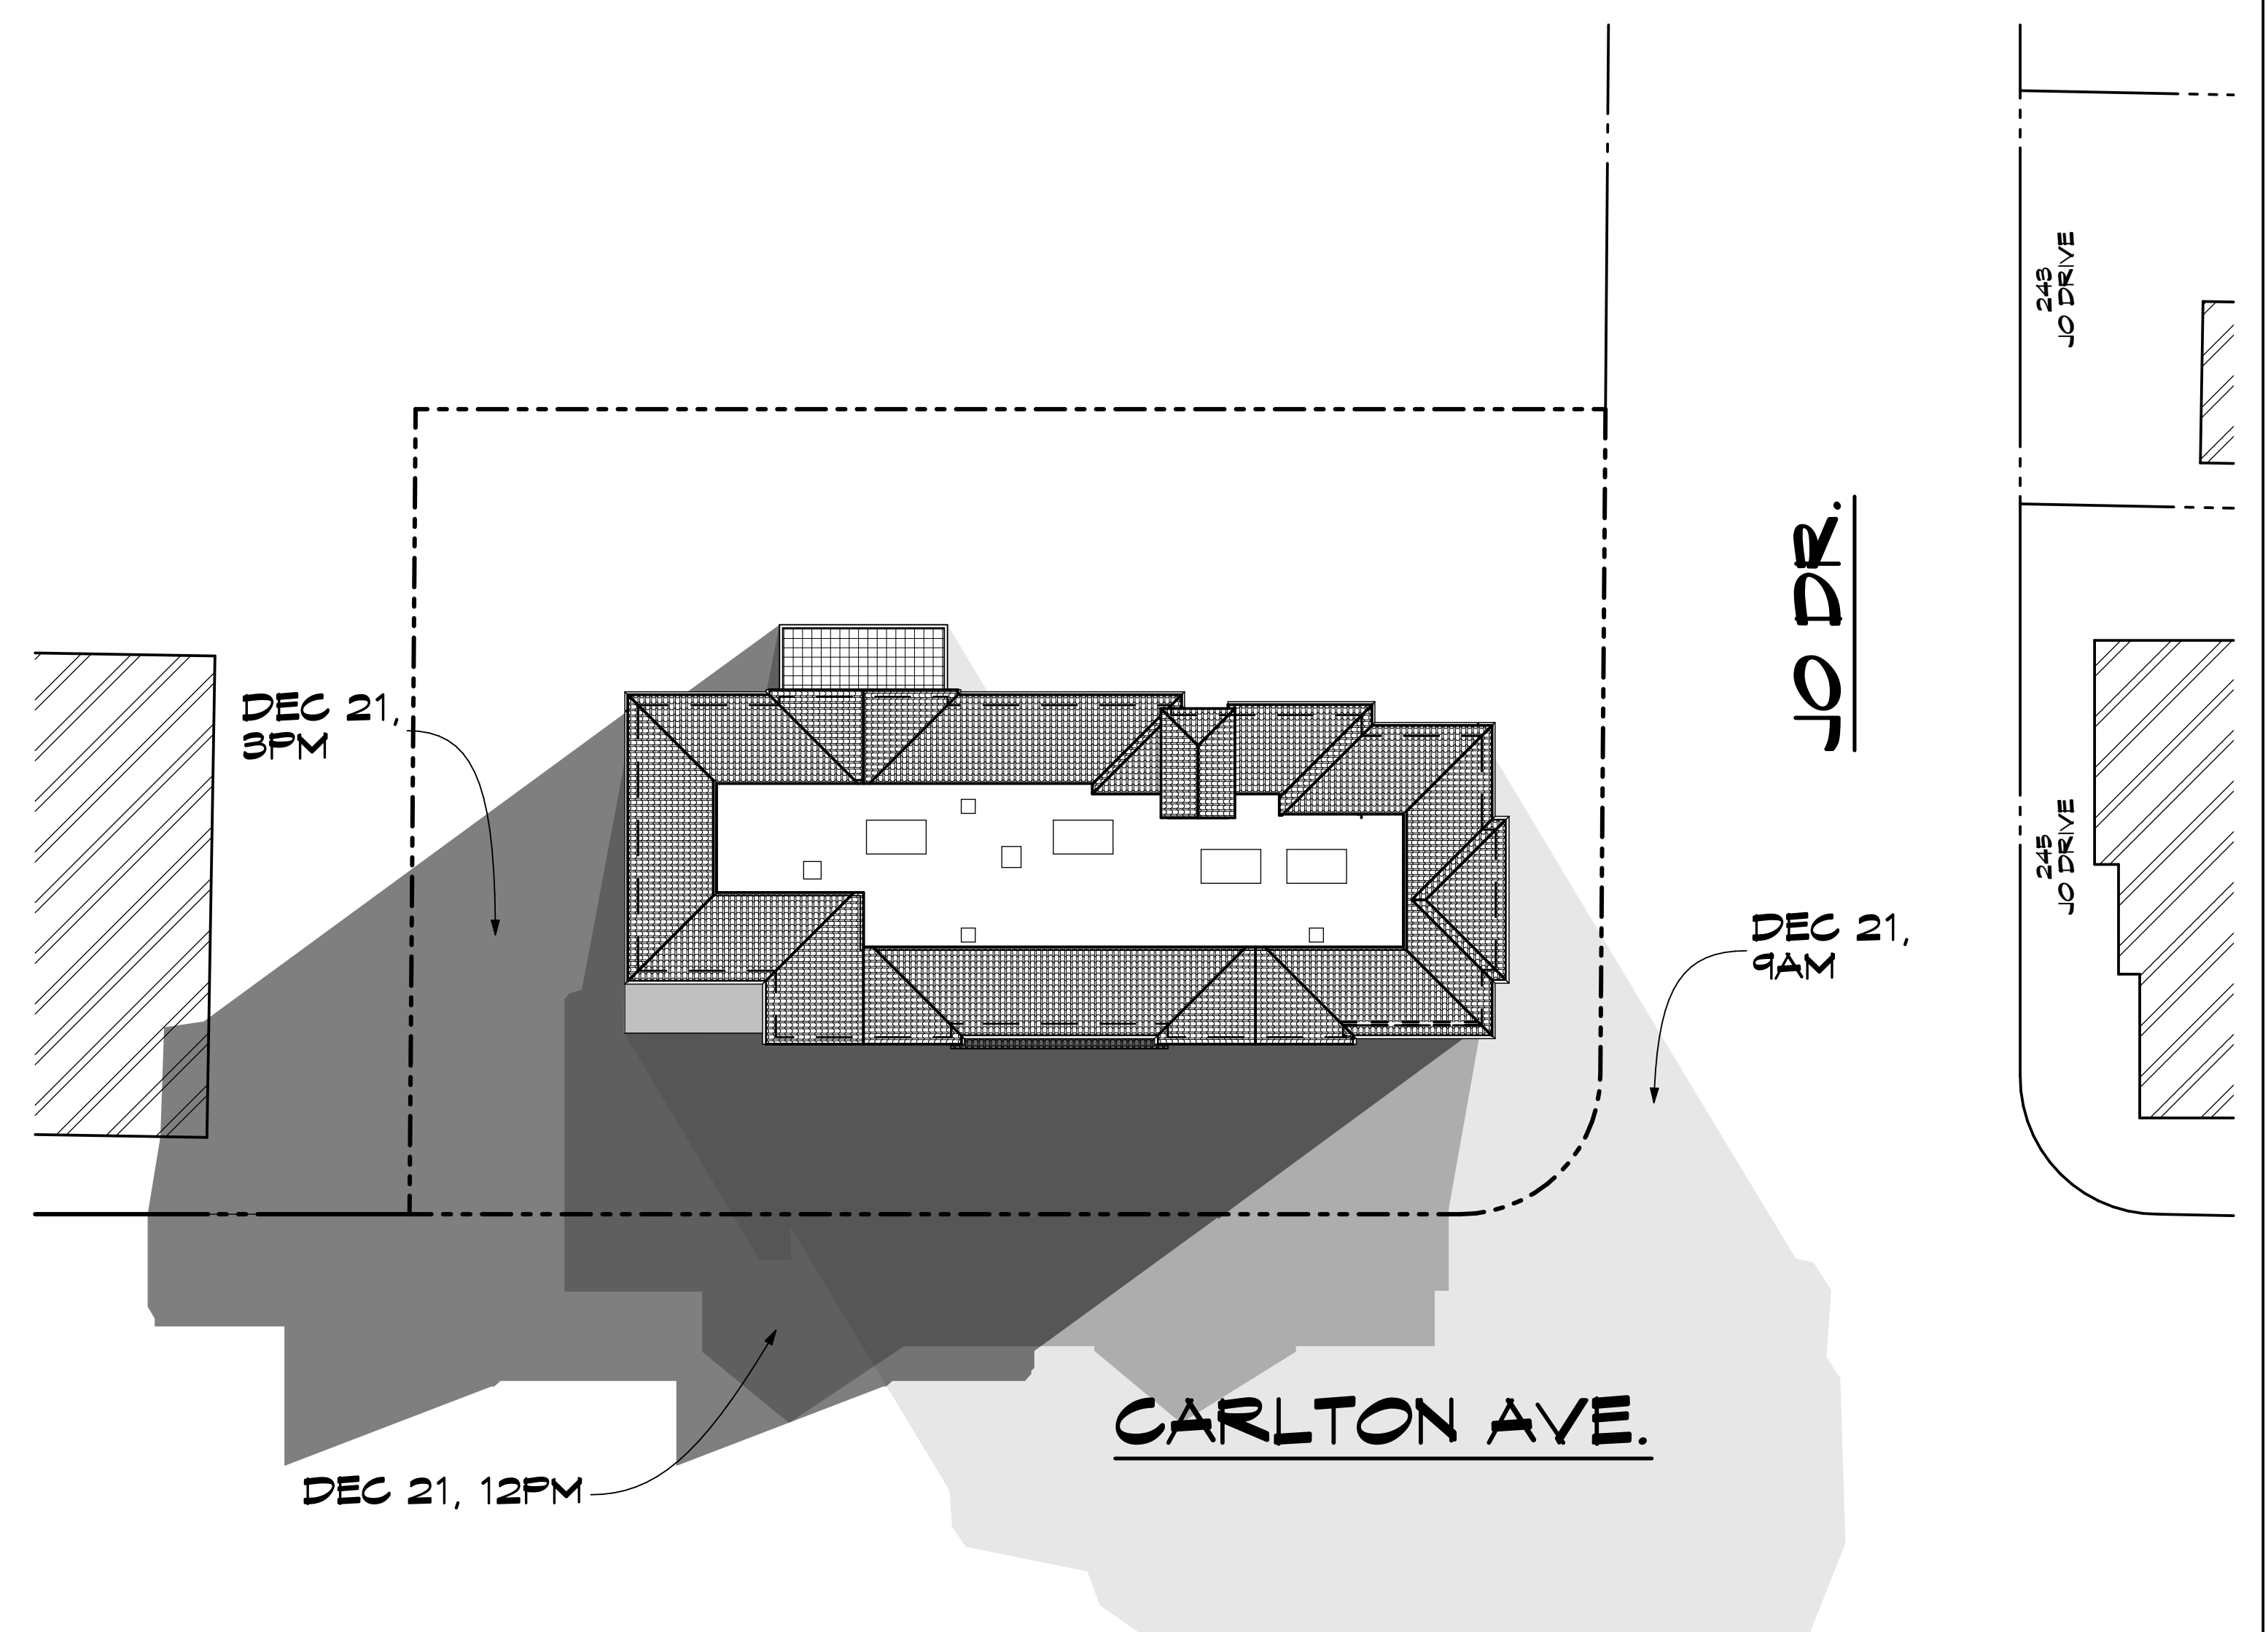 243
JO DRIVE
JO DR.
DEC 21,
3PM
245
JO DRIVE
DEC 21,
9AM
CARLTON AVE.
DEC 21, 12PM